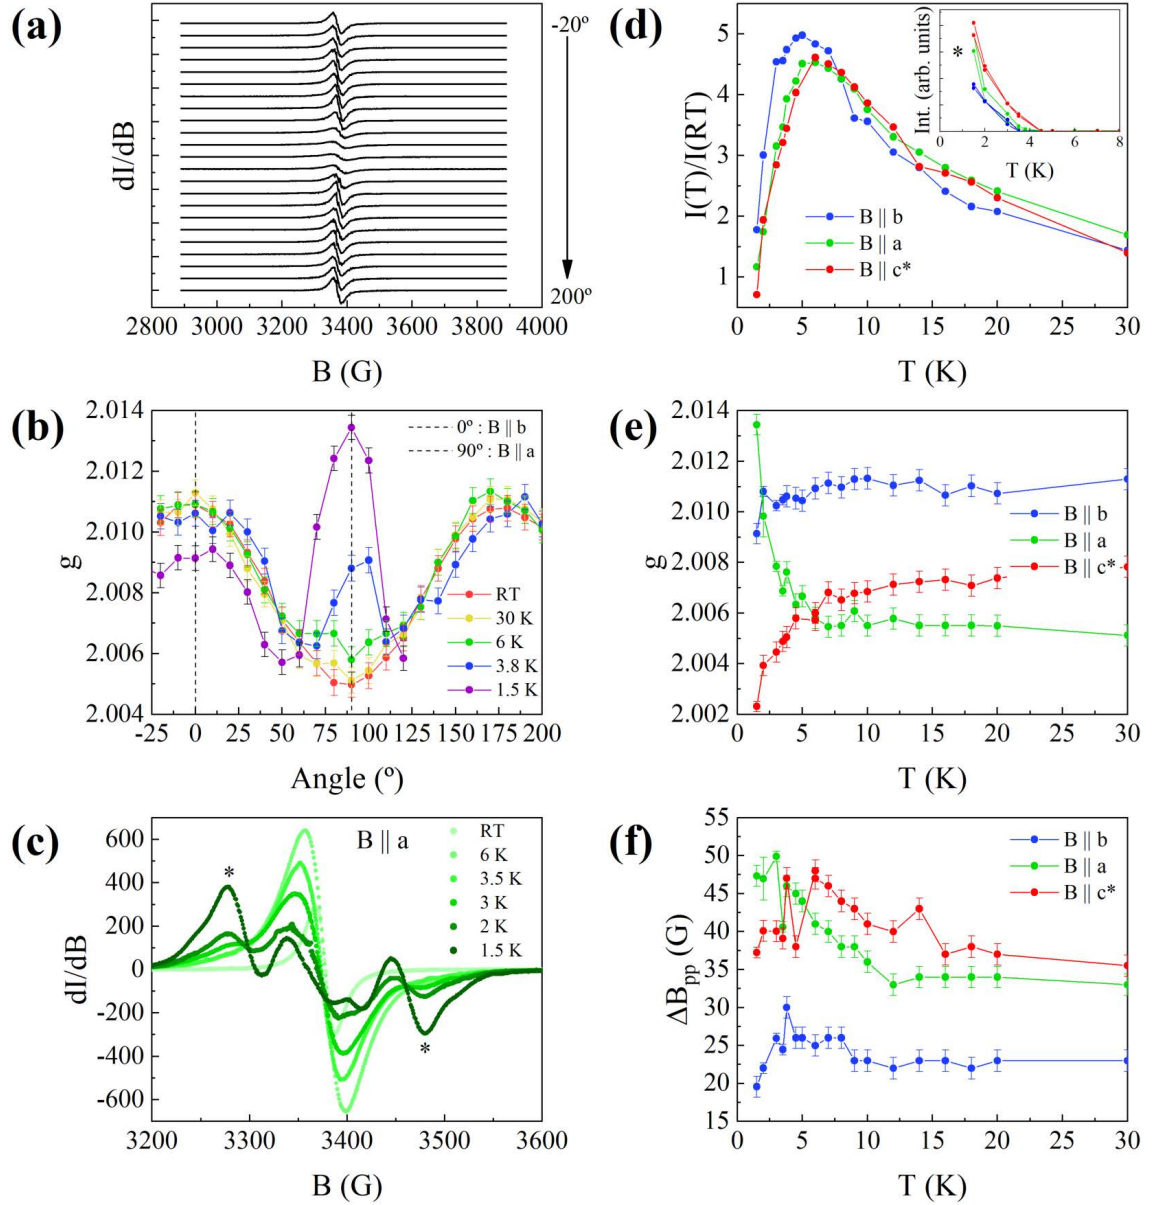 (a)
dI/dB
-20º
200º
2800 3000 3200 3400 3600 3800 4000
B (G)
(d)
I(T)/I(RT)
5
4
3
2
1
B || b
B || a
B || c*
Int. (arb. units)
*
2 4 6 8
T (K)
0 5 10 15 20 25 30
T (K)
(b)
g
2.014
2.012
2.010
2.008
2.006
2.004
0º : B || b
90º : B || a
RT
30 K
6 K
3.8 K
1.5 K
-25 0 25 50 75 100 125 150 175 200
Angle (º)
(e)
g
2.014
2.012
2.010
2.008
2.006
2.004
2.002
B || b
B || a
B || c*
0 5 10 15 20 25 30
T (K)
(c)
dI/dB
600
400
200
0
-200
-400
-600
B || a
RT
6 K
3.5 K
3 K
2 K
1.5 K
*
*
3200 3300 3400 3500 3600
B (G)
(f)
ΔBpp (G)
55
50
45
40
35
30
25
20
15
B || b
B || a
B || c*
0 5 10 15 20 25 30
T (K)